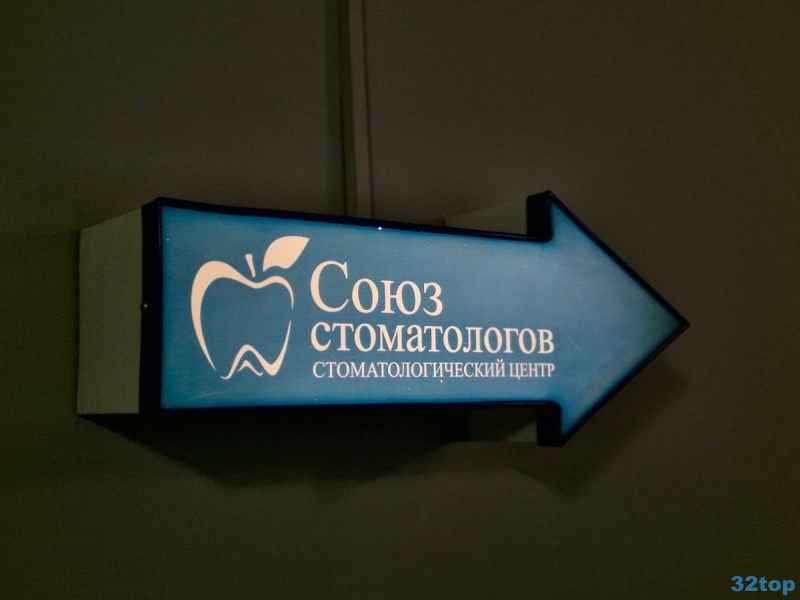 Союз
стоматологов
стоматологический центр
32top